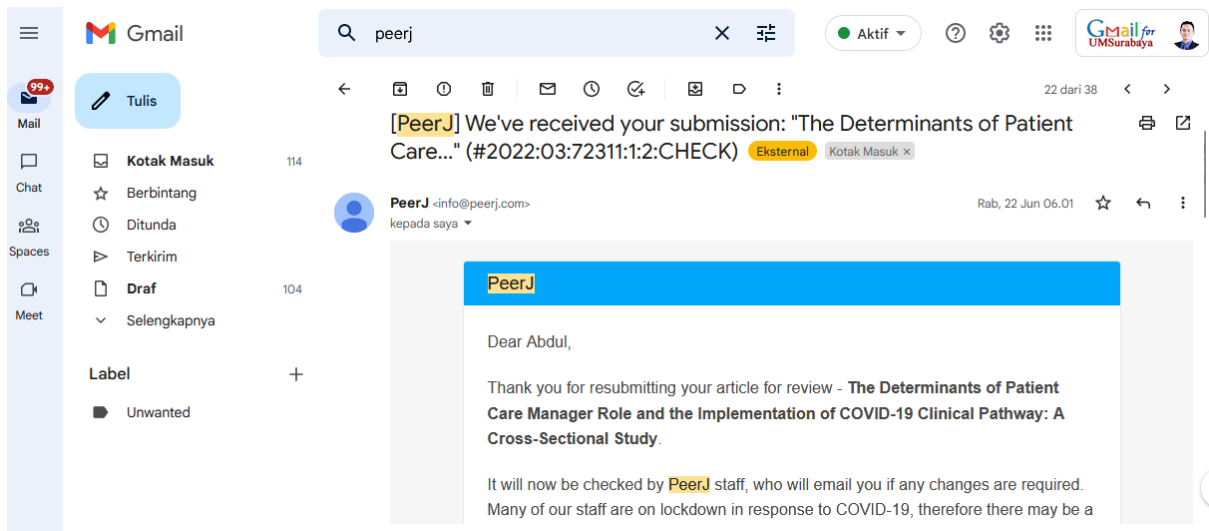 Gmail
peerj
Aktif
GMail for
UMSurabaya
99+
Mail
Chat
Spaces
Meet
Tulis
Kotak Masuk 114
Berbintang
Ditunda
Terkirim
Draf 104
Selengkapnya
Label
Unwanted
22 dari 38
[PeerJ] We've received your submission: "The Determinants of Patient
Care..." (#2022:03:72311:1:2:CHECK) Eksternal Kotak Masuk ×
PeerJ <info@peerj.com> Rab, 22 Jun 06.01
kepada saya
PeerJ
Dear Abdul,
Thank you for resubmitting your article for review - The Determinants of Patient
Care Manager Role and the Implementation of COVID-19 Clinical Pathway: A
Cross-Sectional Study.
It will now be checked by PeerJ staff, who will email you if any changes are required.
Many of our staff are on lockdown in response to COVID-19, therefore there may be a